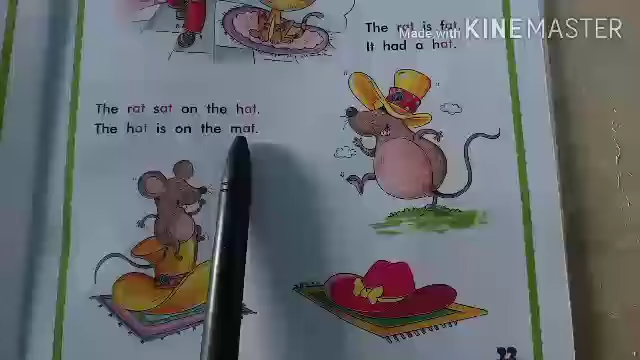 The rat is fat.
It had a hat.
Made with KINEMASTER
The rat sat on the hat.
The hat is on the mat.